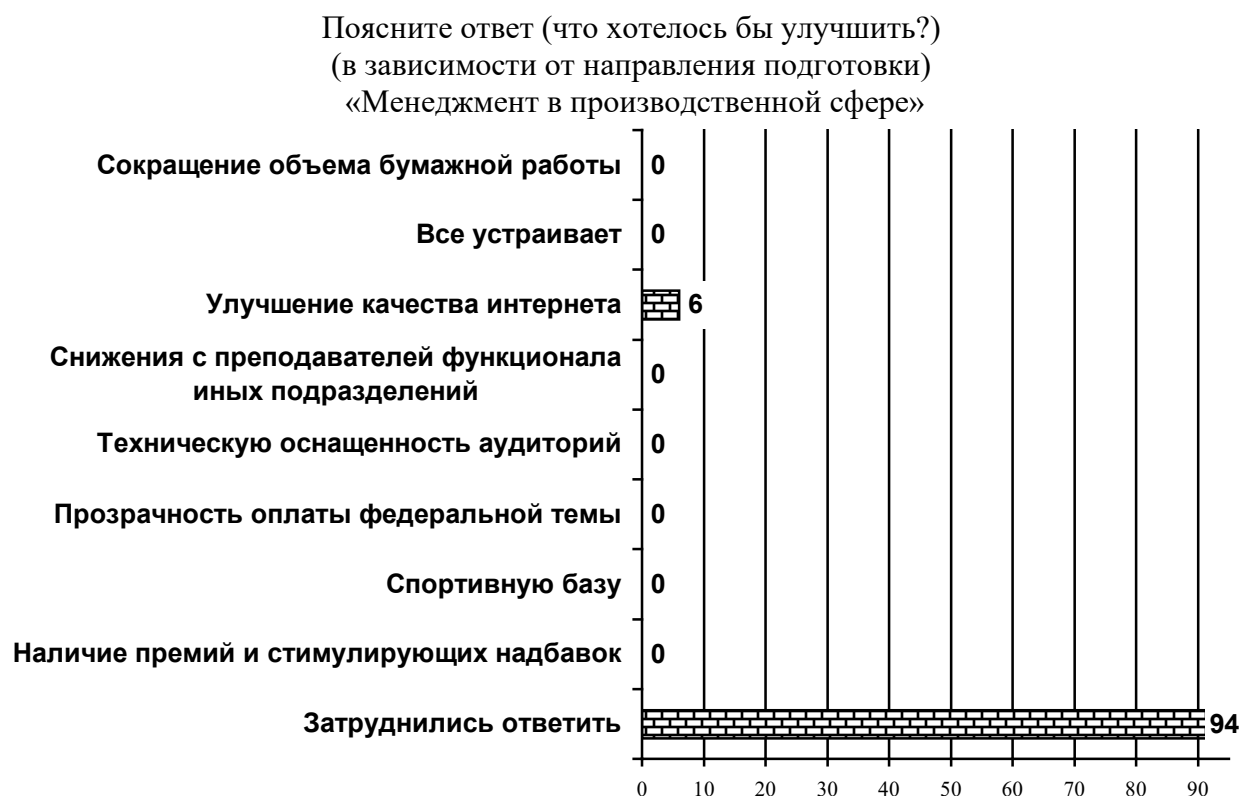 Поясните ответ (что хотелось бы улучшить?)
(в зависимости от направления подготовки)
«Менеджмент в производственной сфере»
Сокращение объема бумажной работы 0
Все устраивает 0
Улучшение качества интернета 6
Снижения с преподавателей функционала
иных подразделений 0
Техническую оснащенность аудиторий 0
Прозрачность оплаты федеральной темы 0
Спортивную базу 0
Наличие премий и стимулирующих надбавок 0
Затруднились ответить 94
0 10 20 30 40 50 60 70 80 90